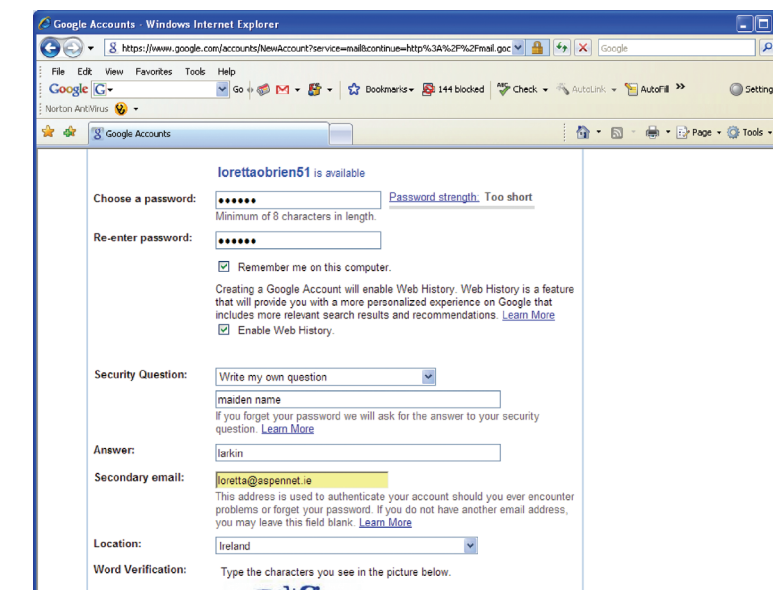 Google Accounts - Windows Internet Explorer
https://www.google.com/accounts/NewAccount?service=mail&continue=http%3A%2F%2Fmail.goo
Google
File Edit View Favorites Tools Help
Google G Go Bookmarks 144 blocked ABC Check AutoLink AutoFill Setting
Norton AntiVirus
Google Accounts Page Tools
lorettaobrien51 is available
Choose a password: •••••• Password strength: Too short
Minimum of 8 characters in length.
Re-enter password: ••••••
Remember me on this computer.
Creating a Google Account will enable Web History. Web History is a feature
that will provide you with a more personalized experience on Google that
includes more relevant search results and recommendations. Learn More
Enable Web History.
Security Question: Write my own question
maiden name
If you forget your password we will ask for the answer to your security
question. Learn More
Answer: larkin
Secondary email: loretta@aspennet.ie
This address is used to authenticate your account should you ever encounter
problems or forget your password. If you do not have another email address,
you may leave this field blank. Learn More
Location: Ireland
Word Verification: Type the characters you see in the picture below.